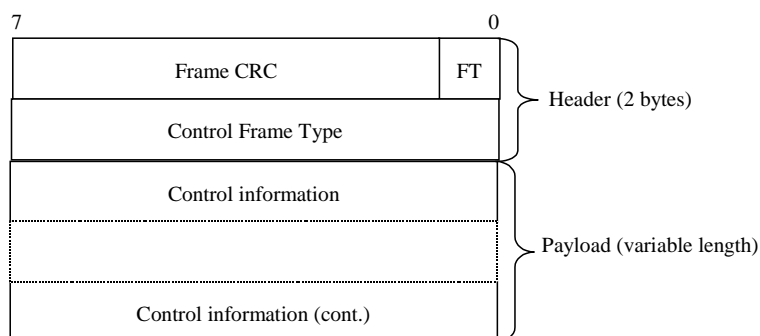 7 0
Frame CRC FT
Header (2 bytes)
Control Frame Type
Control information
Payload (variable length)
Control information (cont.)